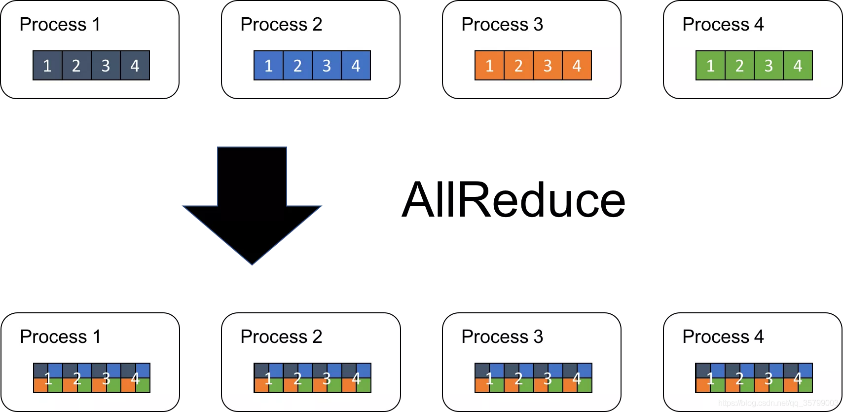 Process 1
1 2 3 4
Process 2
1 2 3 4
Process 3
1 2 3 4
Process 4
1 2 3 4
AllReduce
Process 1
1 2 3 4
Process 2
1 2 3 4
Process 3
1 2 3 4
Process 4
1 2 3 4